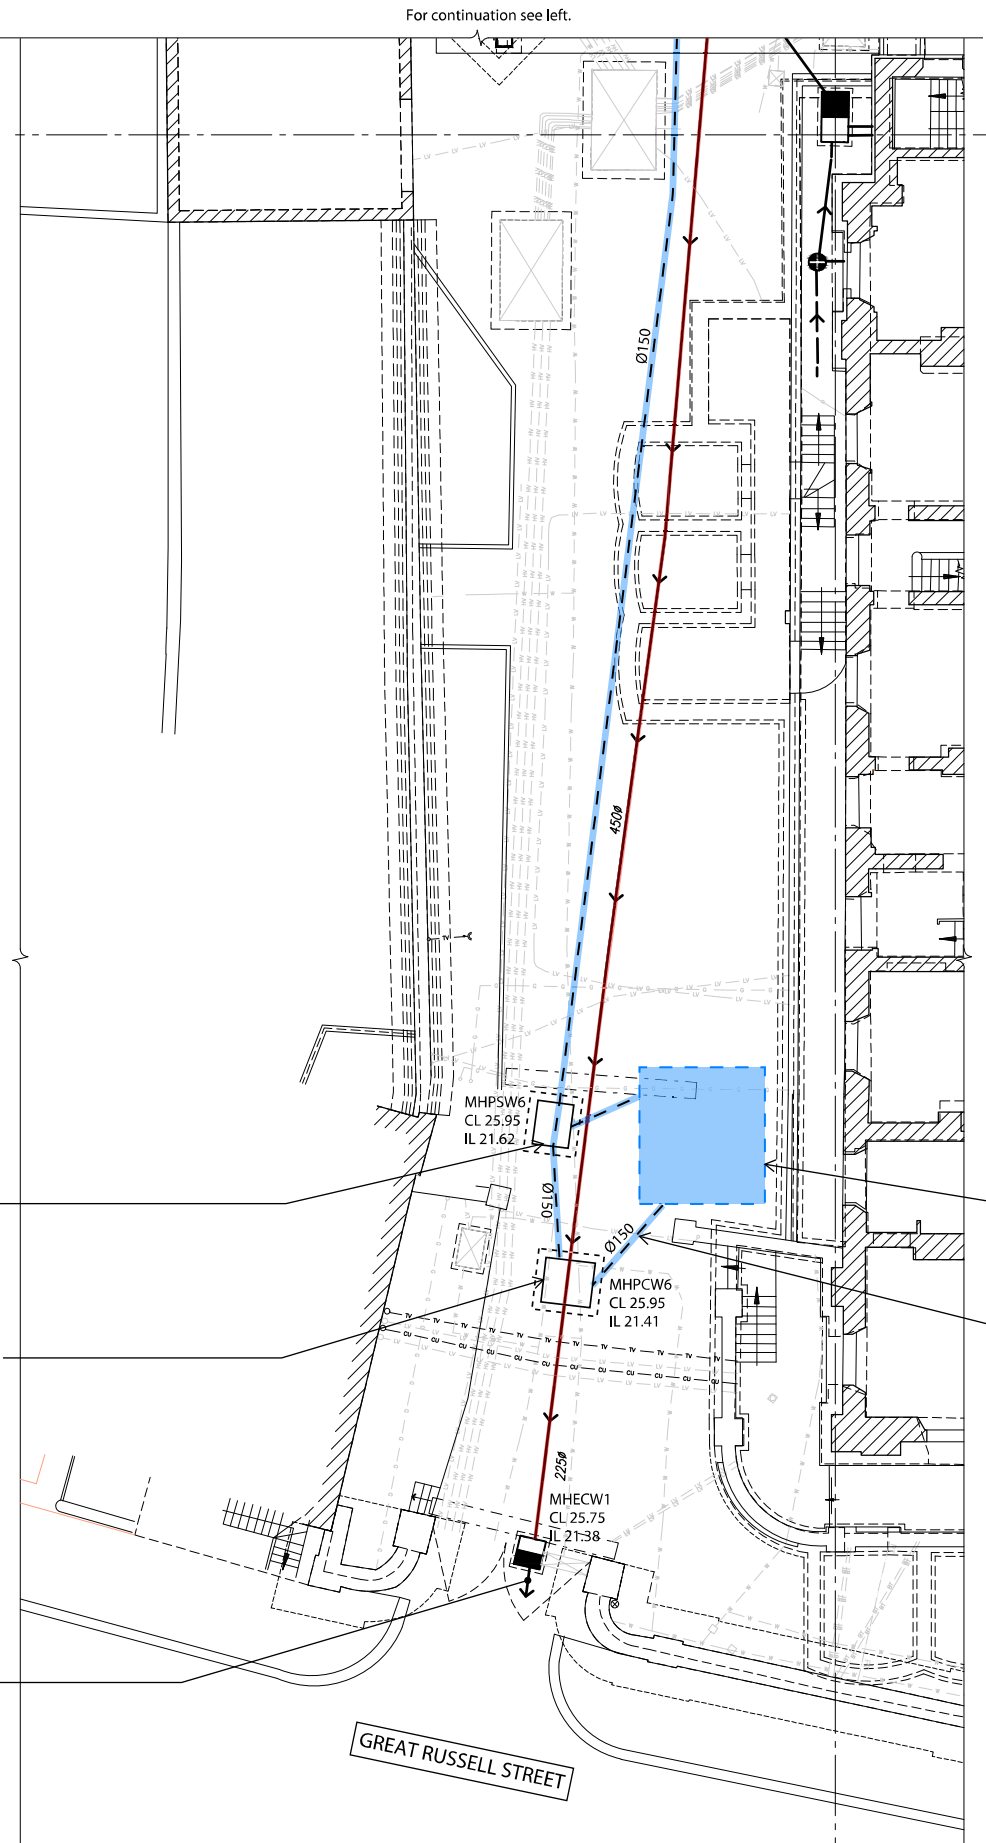 For continuation see left.
Ø150
450ø
MHPSW6
CL 25.95
IL 21.62
Ø150
Ø150
MHPCW6
CL 25.95
IL 21.41
225ø
MHECW1
CL 25.75
IL 21.38
GREAT RUSSELL STREET